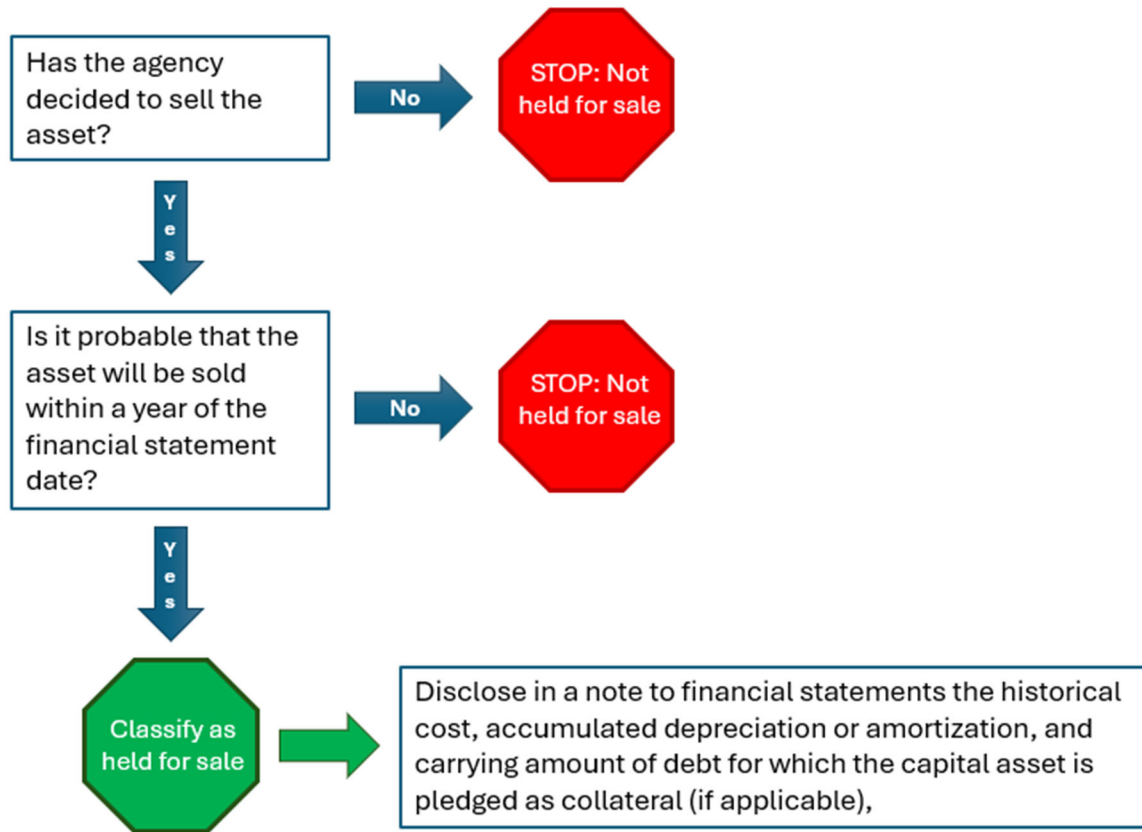 Has the agency
decided to sell the
asset?
No
STOP: Not
held for sale
Yes
Is it probable that the
asset will be sold
within a year of the
financial statement
date?
No
STOP: Not
held for sale
Yes
Classify as
held for sale
Disclose in a note to financial statements the historical
cost, accumulated depreciation or amortization, and
carrying amount of debt for which the capital asset is
pledged as collateral (if applicable),